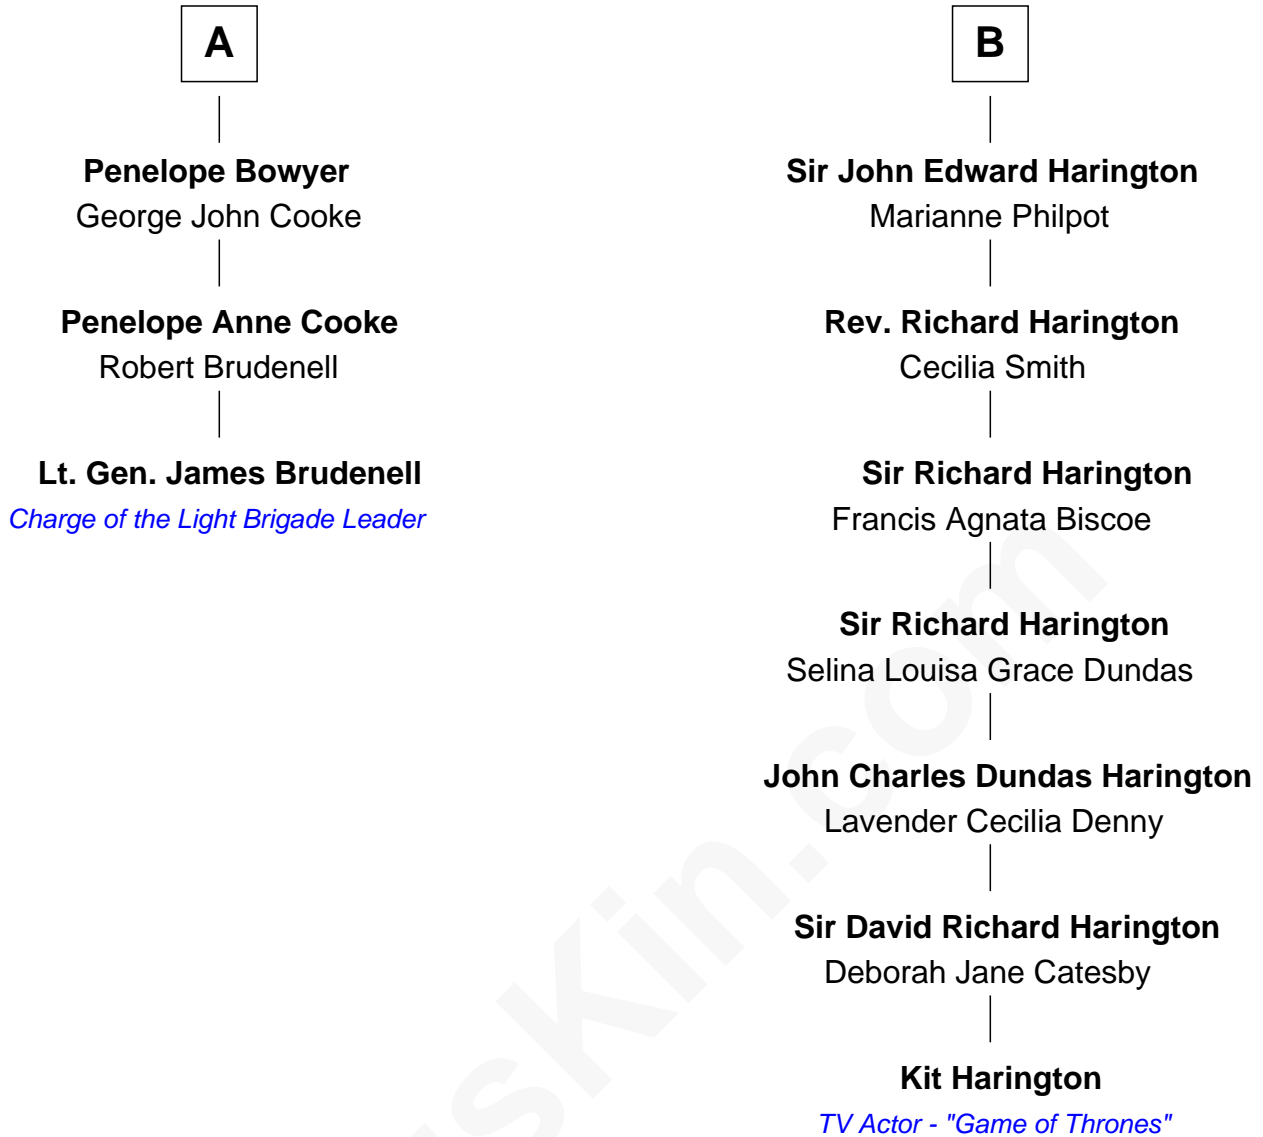 A
Penelope Bowyer
George John Cooke
Penelope Anne Cooke
Robert Brudenell
Lt. Gen. James Brudenell
Charge of the Light Brigade Leader
B
Sir John Edward Harington
Marianne Philpot
Rev. Richard Harington
Cecilia Smith
Sir Richard Harington
Francis Agnata Biscoe
Sir Richard Harington
Selina Louisa Grace Dundas
John Charles Dundas Harington
Lavender Cecilia Denny
Sir David Richard Harington
Deborah Jane Catesby
Kit Harington
TV Actor - "Game of Thrones"